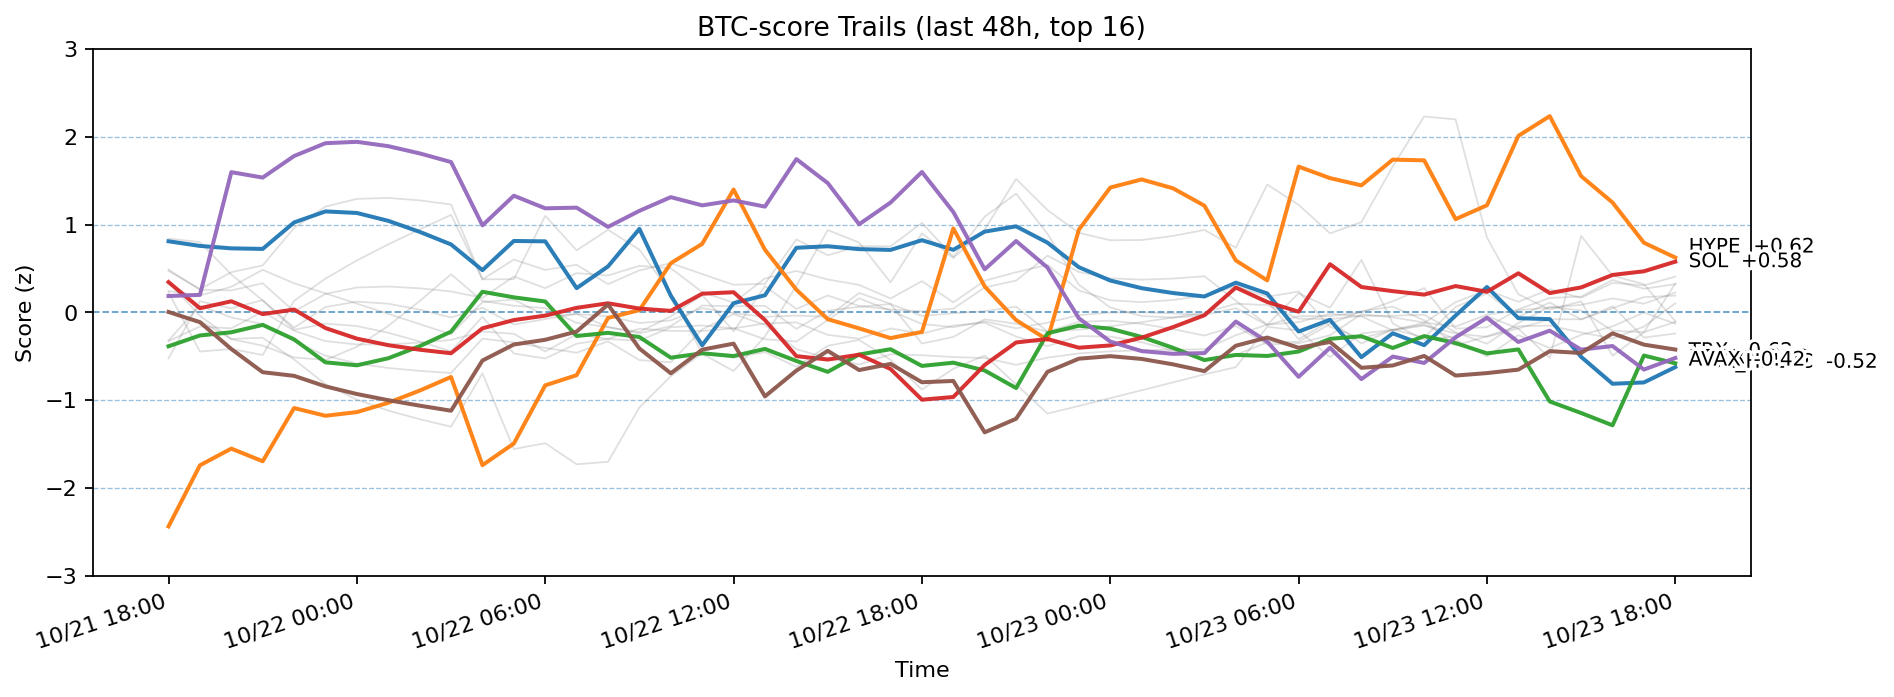 BTC-score Trails (last 48h, top 16)
Score (z)
3
2
1
0
−1
−2
−3
HYPE +0.62
SOL +0.58
AVAX -0.42
-0.52
10/21 18:00
10/22 00:00
10/22 06:00
10/22 12:00
10/22 18:00
10/23 00:00
10/23 06:00
10/23 12:00
10/23 18:00
Time